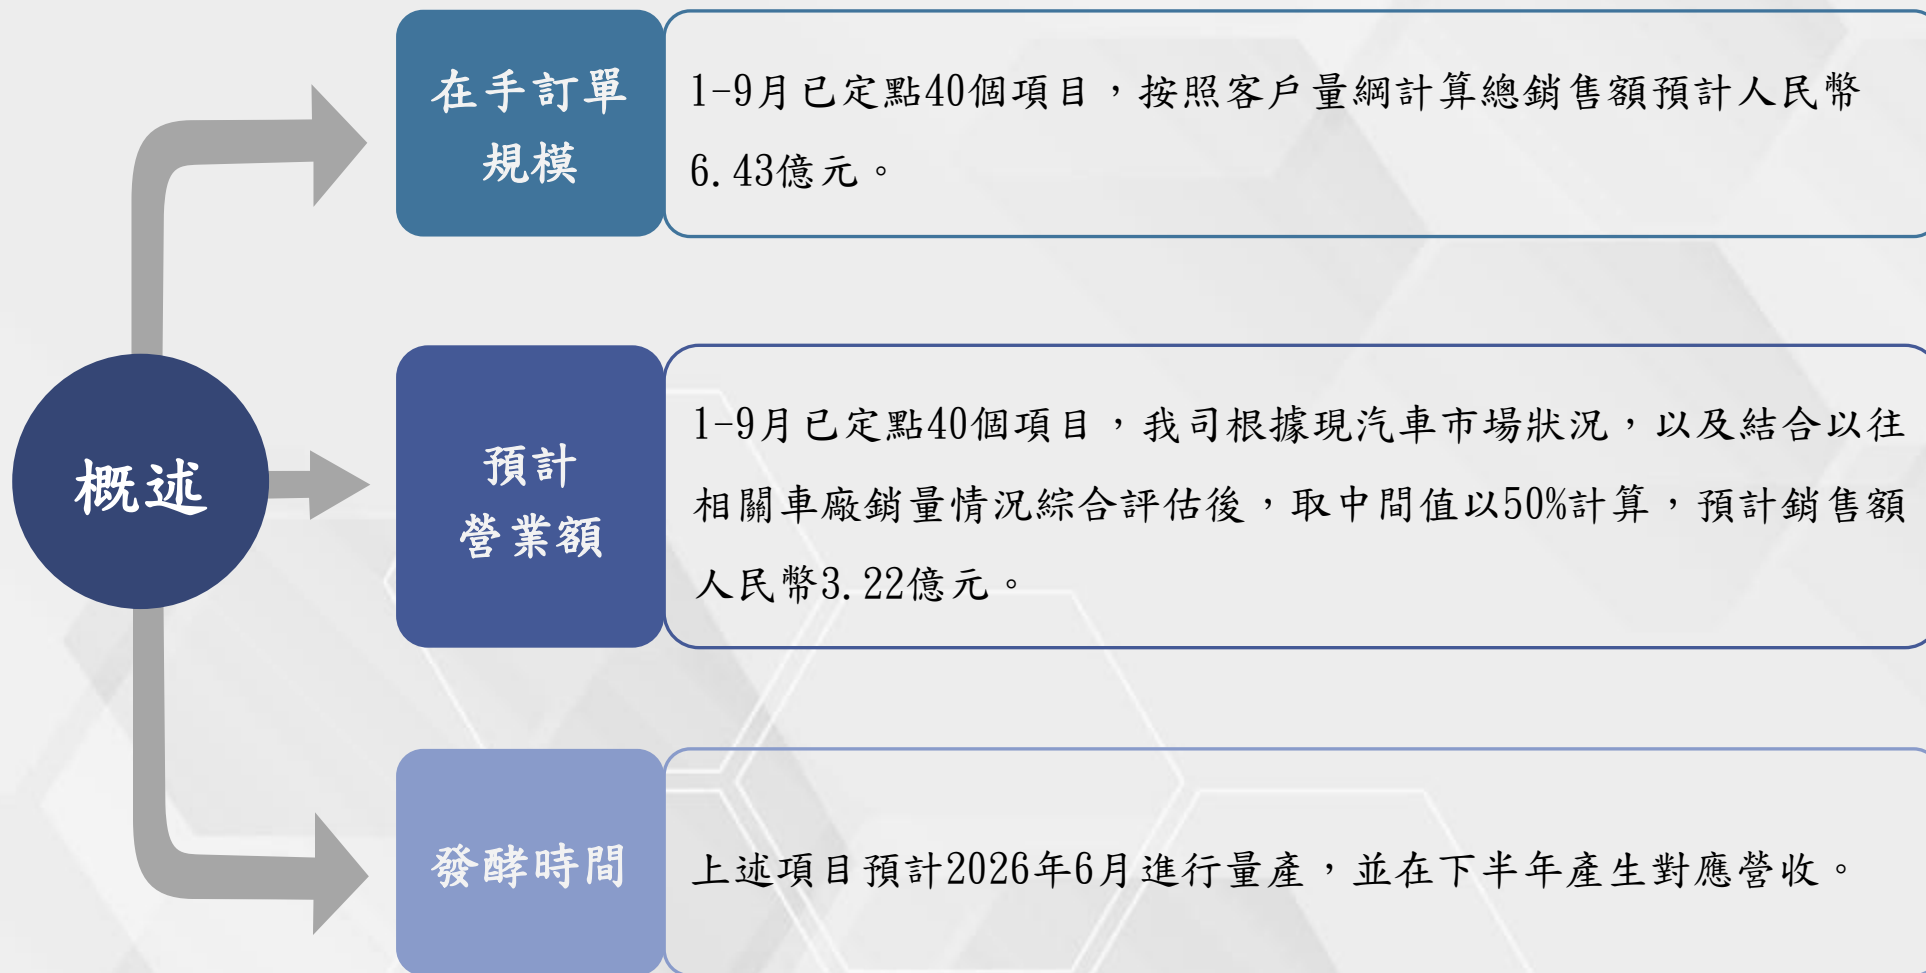 概述
在手訂單
規模
1-9月已定點40個項目，按照客戶量綱計算總銷售額預計人民幣
6.43億元。
預計
營業額
1-9月已定點40個項目，我司根據現汽車市場狀況，以及結合以往
相關車廠銷量情況綜合評估後，取中間值以50%計算，預計銷售額
人民幣3.22億元。
發酵時間
上述項目預計2026年6月進行量產，並在下半年產生對應營收。